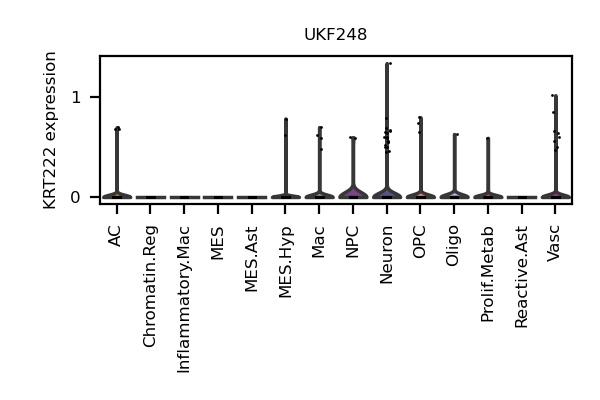 UKF248
KRT222 expression
1
0
AC
Chromatin.Reg
Inflammatory.Mac
MES
MES.Ast
MES.Hyp
Mac
NPC
Neuron
OPC
Oligo
Prolif.Metab
Reactive.Ast
Vasc